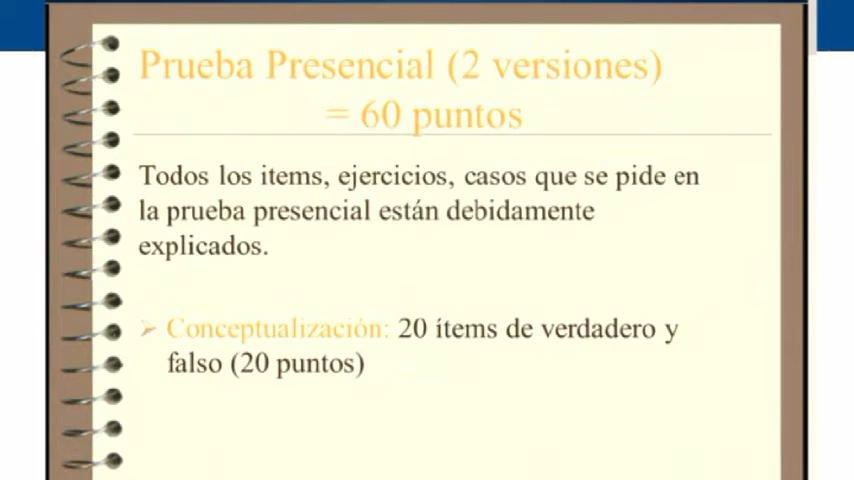 Prueba Presencial (2 versiones)
= 60 puntos
Todos los items, ejercicios, casos que se pide en
la prueba presencial están debidamente
explicados.
➢ Conceptualización: 20 ítems de verdadero y
falso (20 puntos)